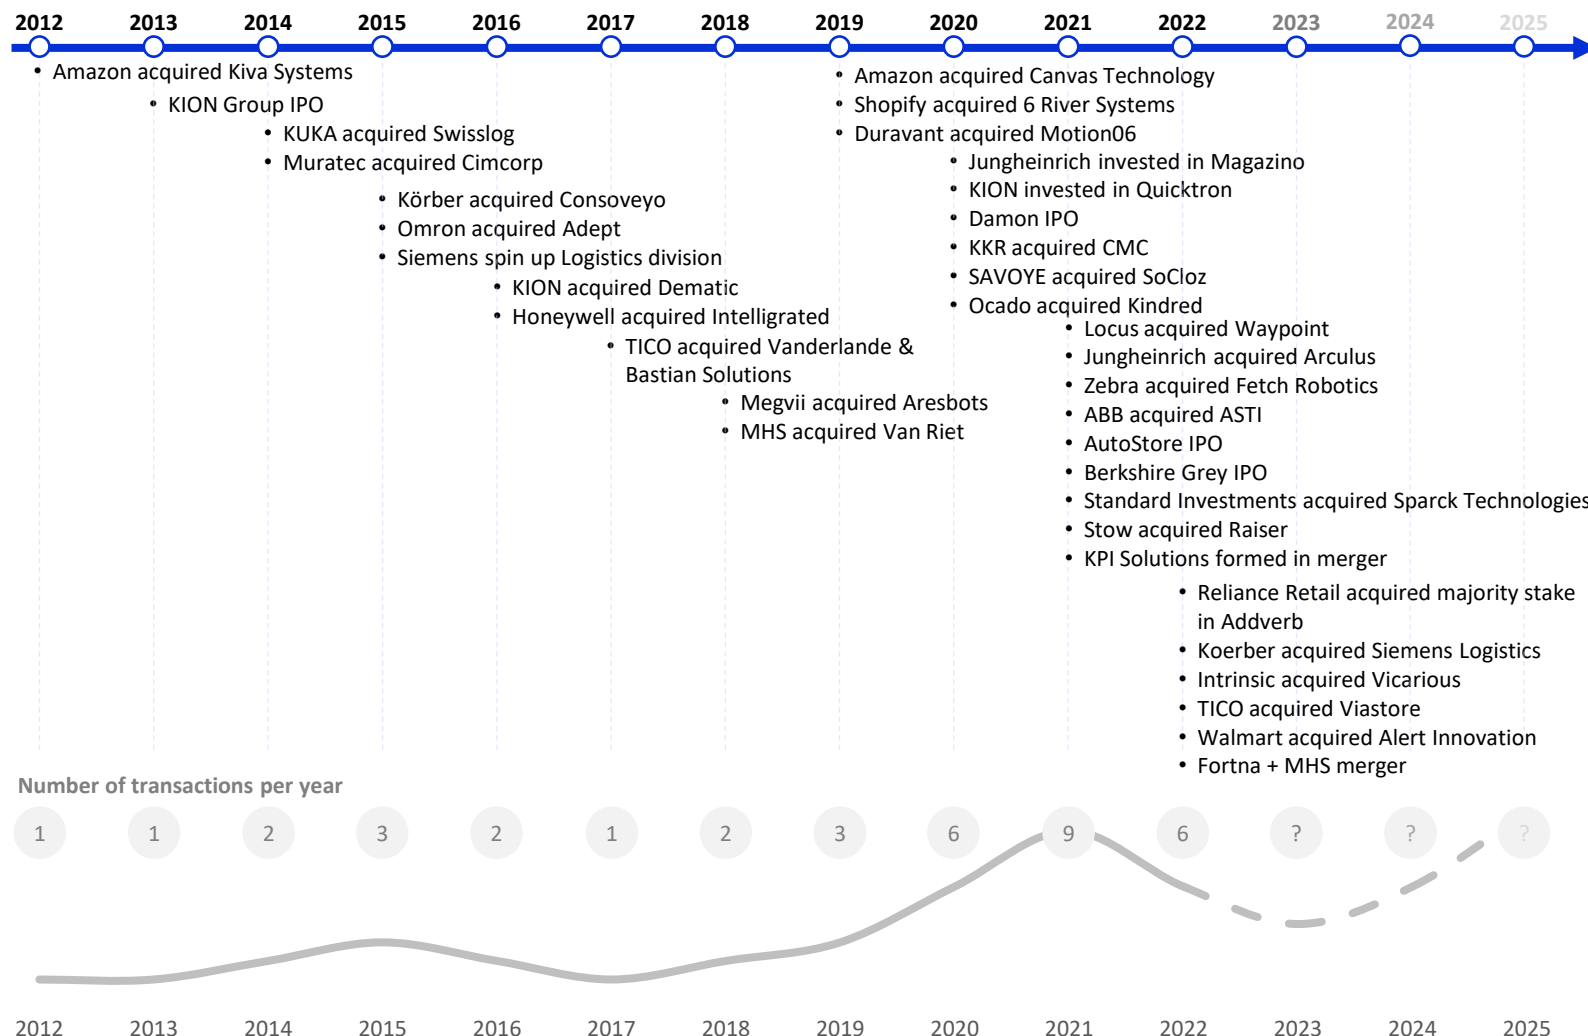 2012 2013 2014 2015 2016 2017 2018 2019 2020 2021 2022 2023 2024 2025
• Amazon acquired Kiva Systems
• KION Group IPO
• KUKA acquired Swisslog
• Muratec acquired Cimcorp
• Körber acquired Consoveyo
• Omron acquired Adept
• Siemens spin up Logistics division
• KION acquired Dematic
• Honeywell acquired Intelligrated
• TICO acquired Vanderlande &
Bastian Solutions
• Megvii acquired Aresbots
• MHS acquired Van Riet
• Amazon acquired Canvas Technology
• Shopify acquired 6 River Systems
• Duravant acquired Motion06
• Jungheinrich invested in Magazino
• KION invested in Quicktron
• Damon IPO
• KKR acquired CMC
• SAVOYE acquired SoCloz
• Ocado acquired Kindred
• Locus acquired Waypoint
• Jungheinrich acquired Arculus
• Zebra acquired Fetch Robotics
• ABB acquired ASTI
• AutoStore IPO
• Berkshire Grey IPO
• Standard Investments acquired Sparck Technologies
• Stow acquired Raiser
• KPI Solutions formed in merger
• Reliance Retail acquired majority stake
in Addverb
• Koerber acquired Siemens Logistics
• Intrinsic acquired Vicarious
• TICO acquired Viastore
• Walmart acquired Alert Innovation
• Fortna + MHS merger
Number of transactions per year
1 1 2 3 2 1 2 3 6 9 6 ? ? ?
2012 2013 2014 2015 2016 2017 2018 2019 2020 2021 2022 2023 2024 2025